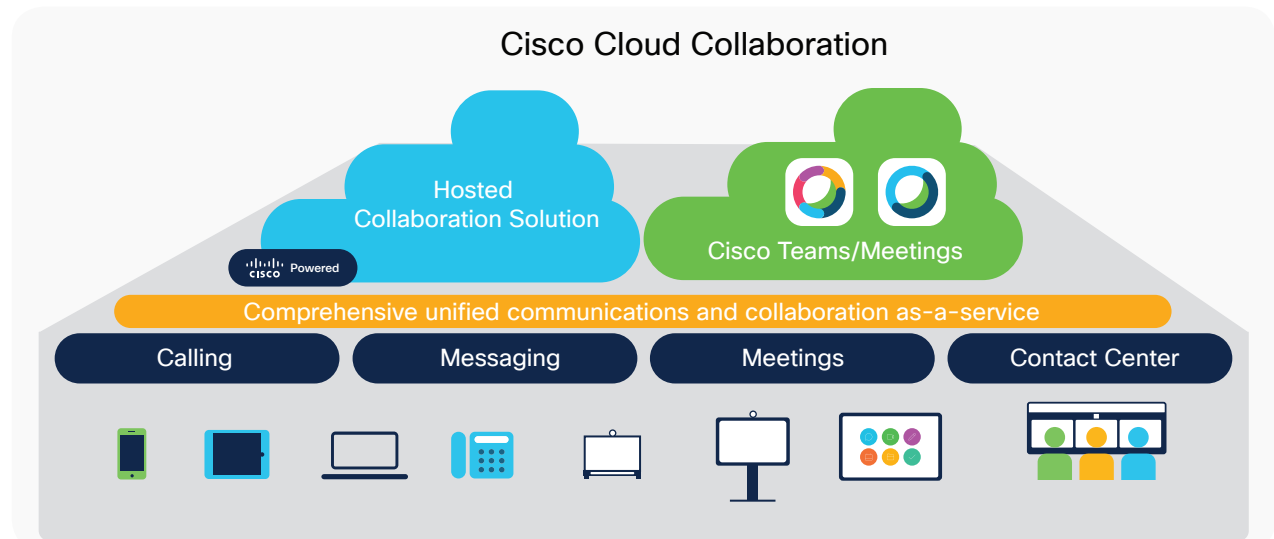 Cisco Cloud Collaboration
Hosted
Collaboration Solution
cisco Powered
Cisco Teams/Meetings
Comprehensive unified communications and collaboration as-a-service
Calling
Messaging
Meetings
Contact Center